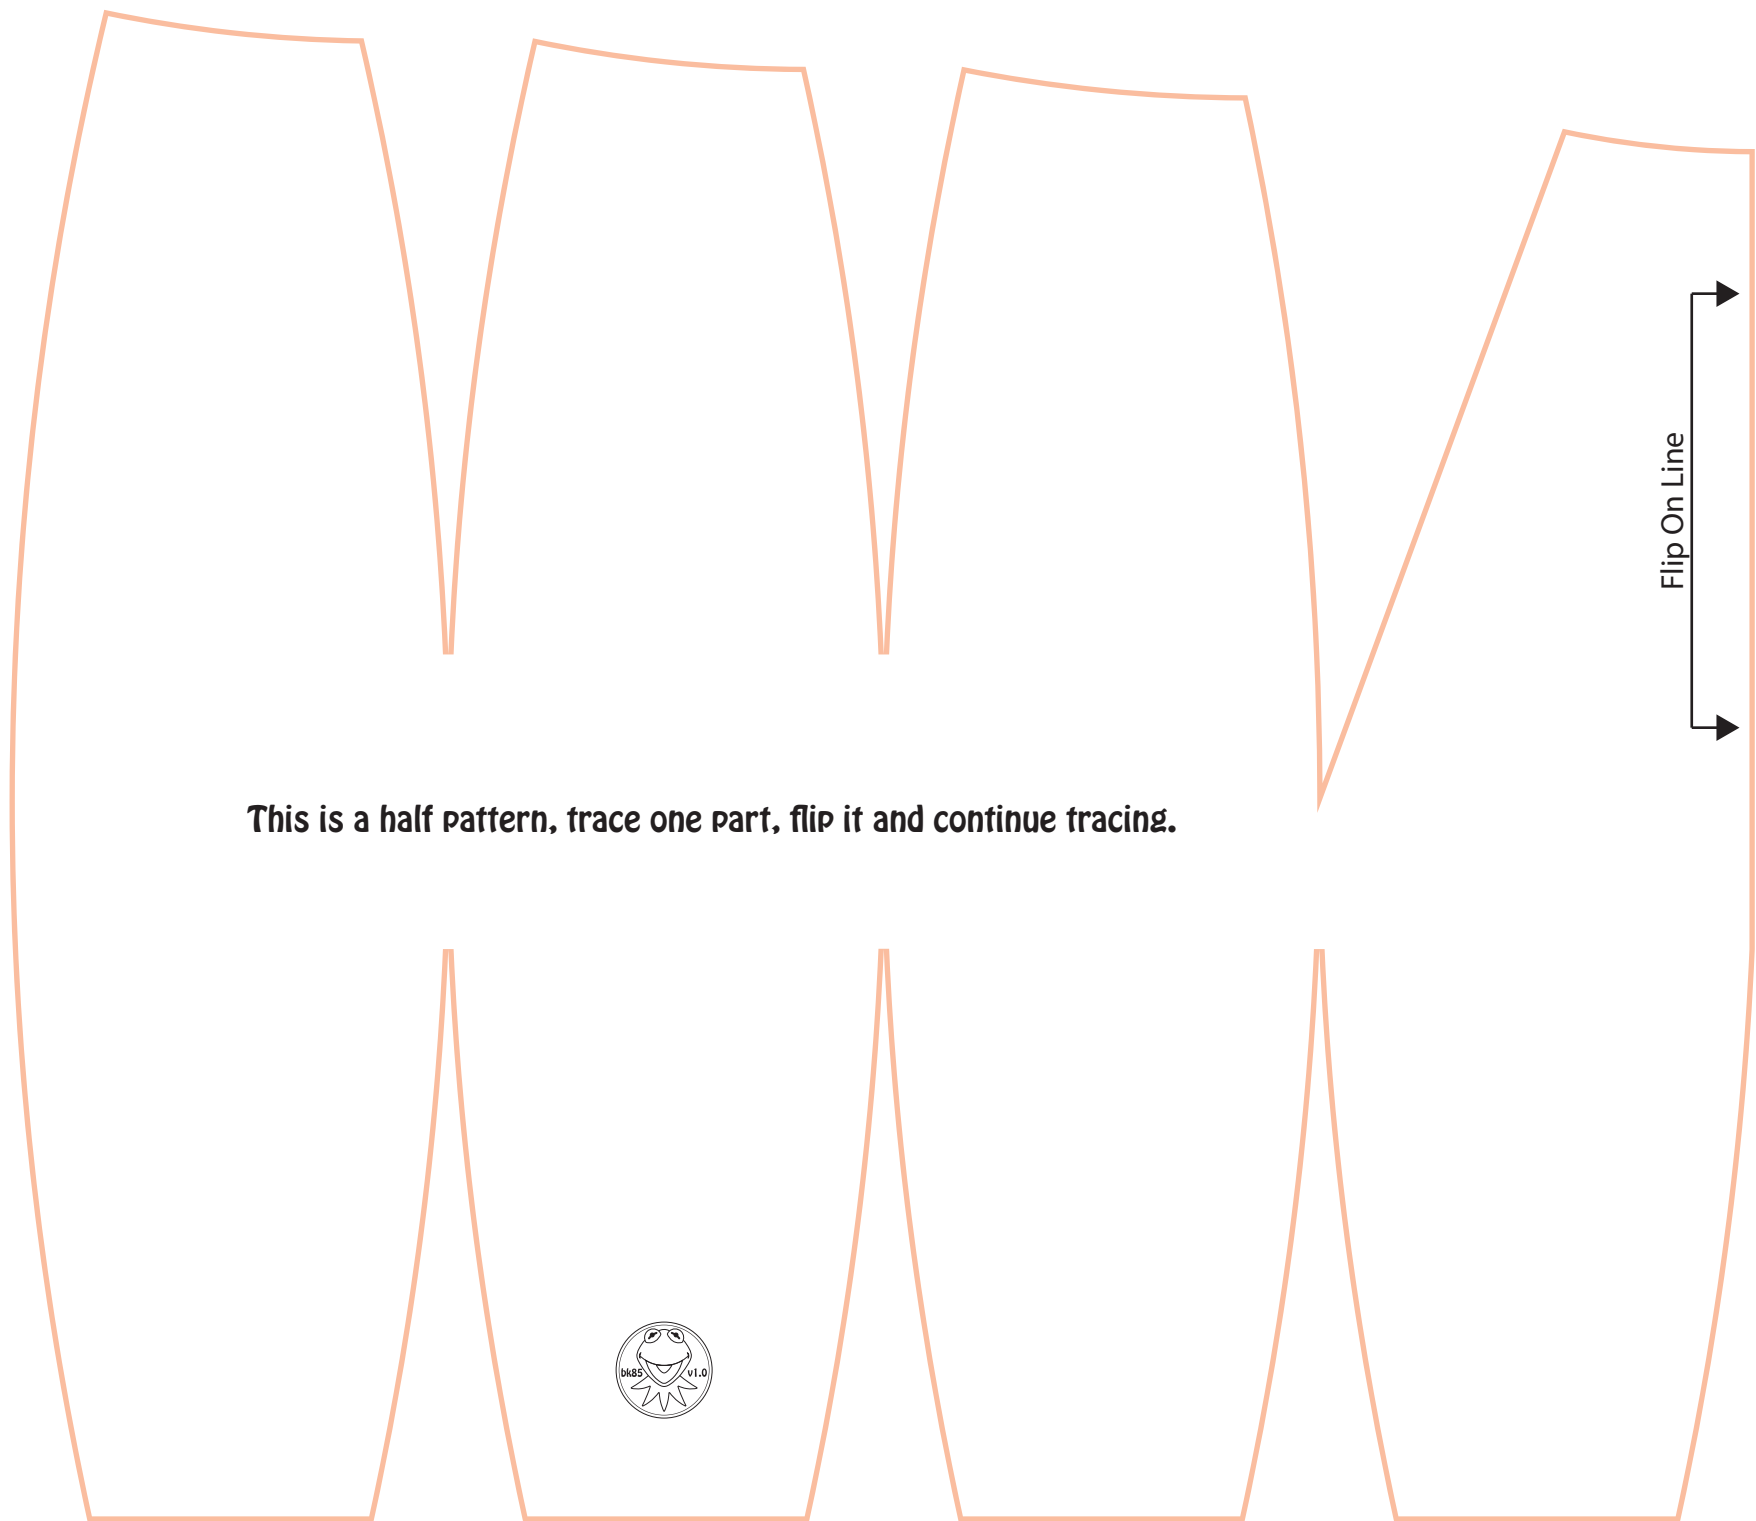 Flip On Line
This is a half pattern, trace one part, flip it and continue tracing.
bk85 v1.0